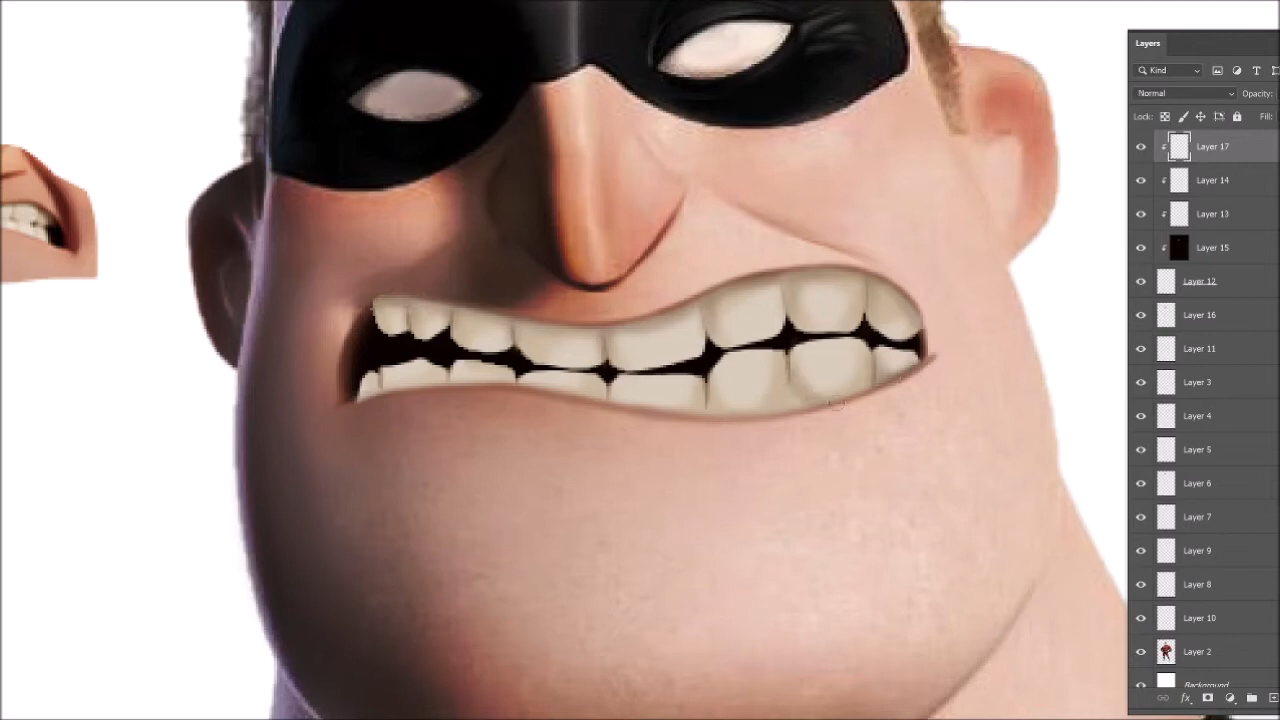 Layers
Kind
Normal
Opacity:
Lock:
Fill:
Layer 17
Layer 14
Layer 13
Layer 15
Layer 12
Layer 16
Layer 11
Layer 3
Layer 4
Layer 5
Layer 6
Layer 7
Layer 9
Layer 8
Layer 10
Layer 2
Background
fx